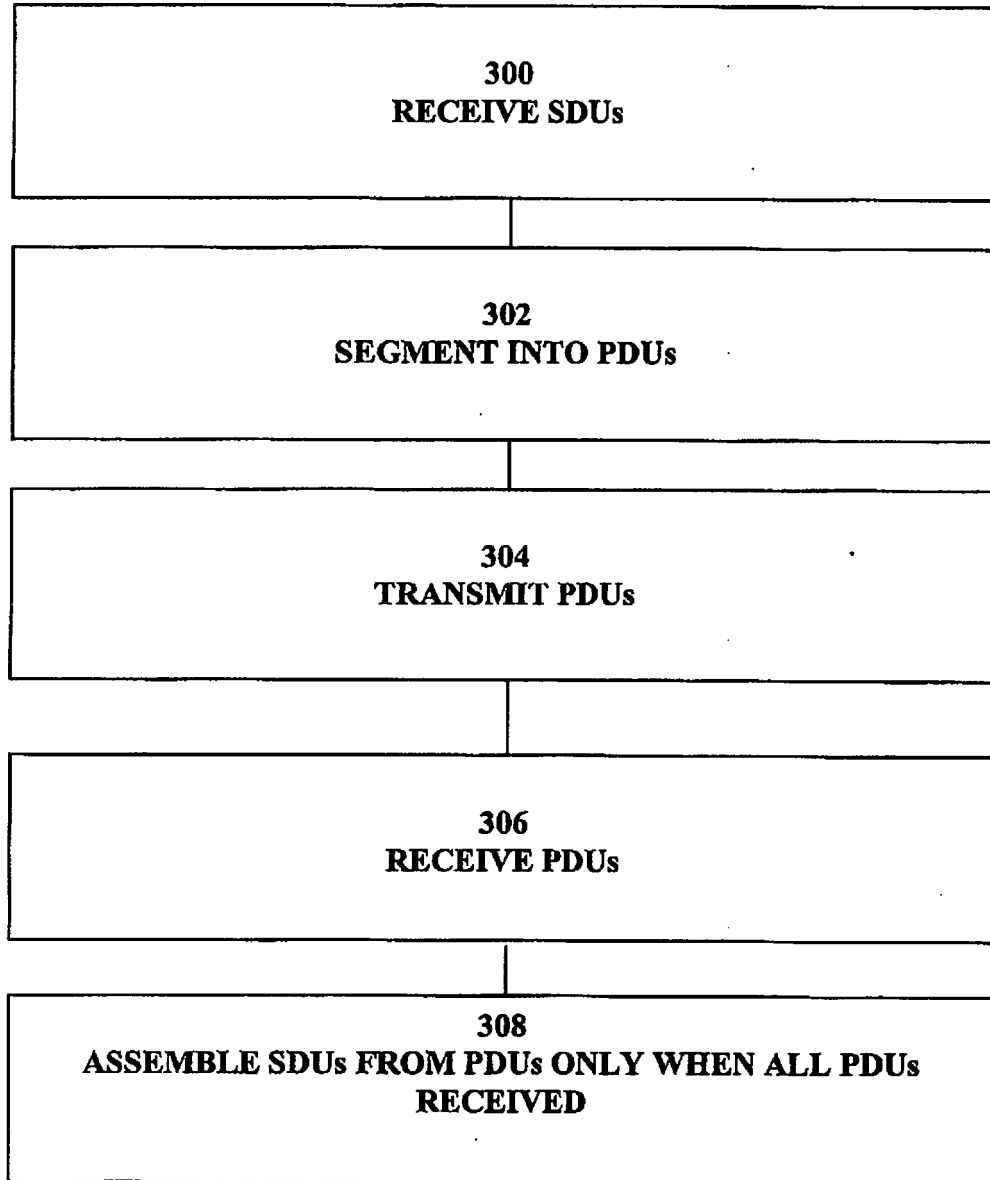 300
RECEIVE SDUs
302
SEGMENT INTO PDUs
304
TRANSMIT PDUs
306
RECEIVE PDUs
308
ASSEMBLE SDUs FROM PDUs ONLY WHEN ALL PDUs
RECEIVED